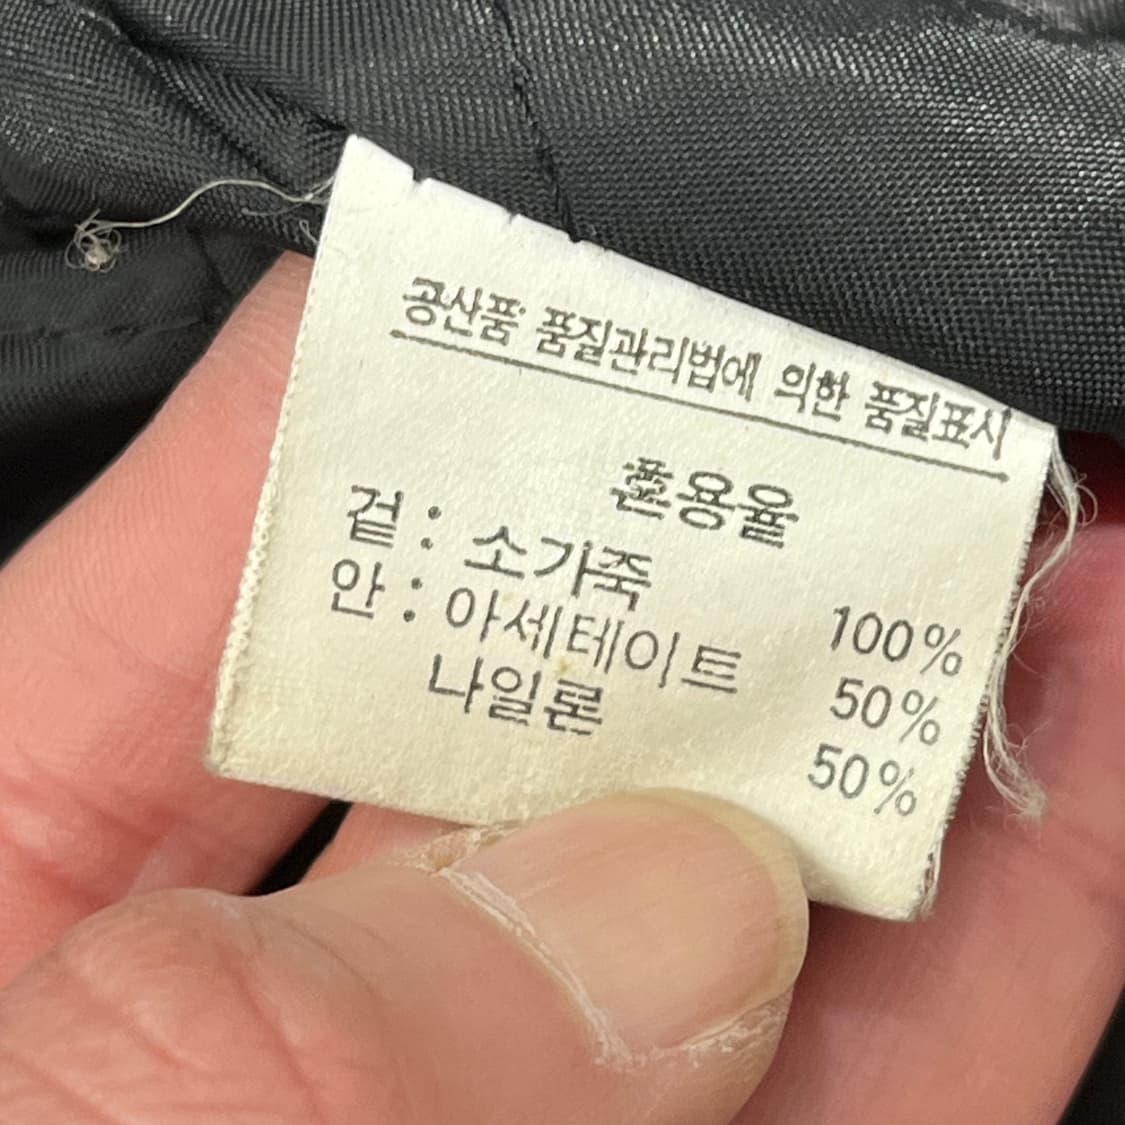 공산품 품질관리법에 의한 품질표시
혼용율
겉 : 소가죽 100%
안 : 아세테이트 50%
나일론 50%